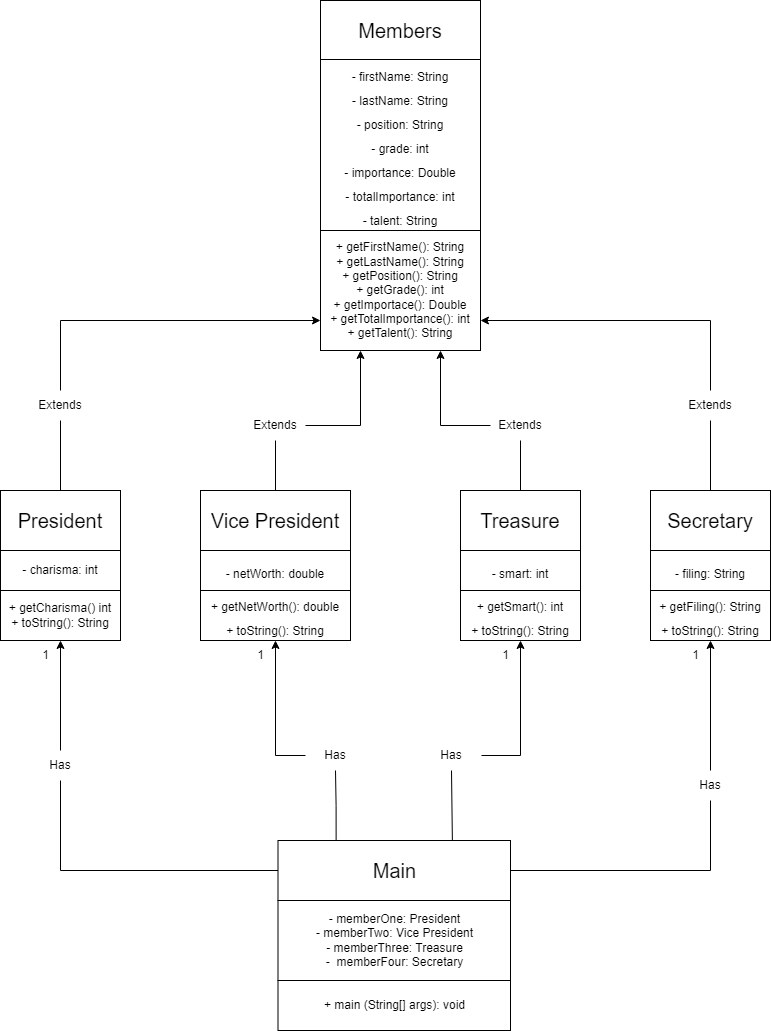 Members
- firstName: String
- lastName: String
- position: String
- grade: int
- importance: Double
- totalImportance: int
- talent: String
+ getFirstName(): String
+ getLastName(): String
+ getPosition(): String
+ getGrade(): int
+ getImportace(): Double
+ getTotalImportance(): int
+ getTalent(): String
Extends
Extends
Extends
Extends
President
- charisma: int
+ getCharisma() int
+ toString(): String
Vice President
- netWorth: double
+ getNetWorth(): double
+ toString(): String
Treasure
- smart: int
+ getSmart(): int
+ toString(): String
Secretary
- filing: String
+ getFiling(): String
+ toString(): String
1
1
1
1
Has
Has
Has
Has
Main
- memberOne: President
- memberTwo: Vice President
- memberThree: Treasure
- memberFour: Secretary
+ main (String[] args): void